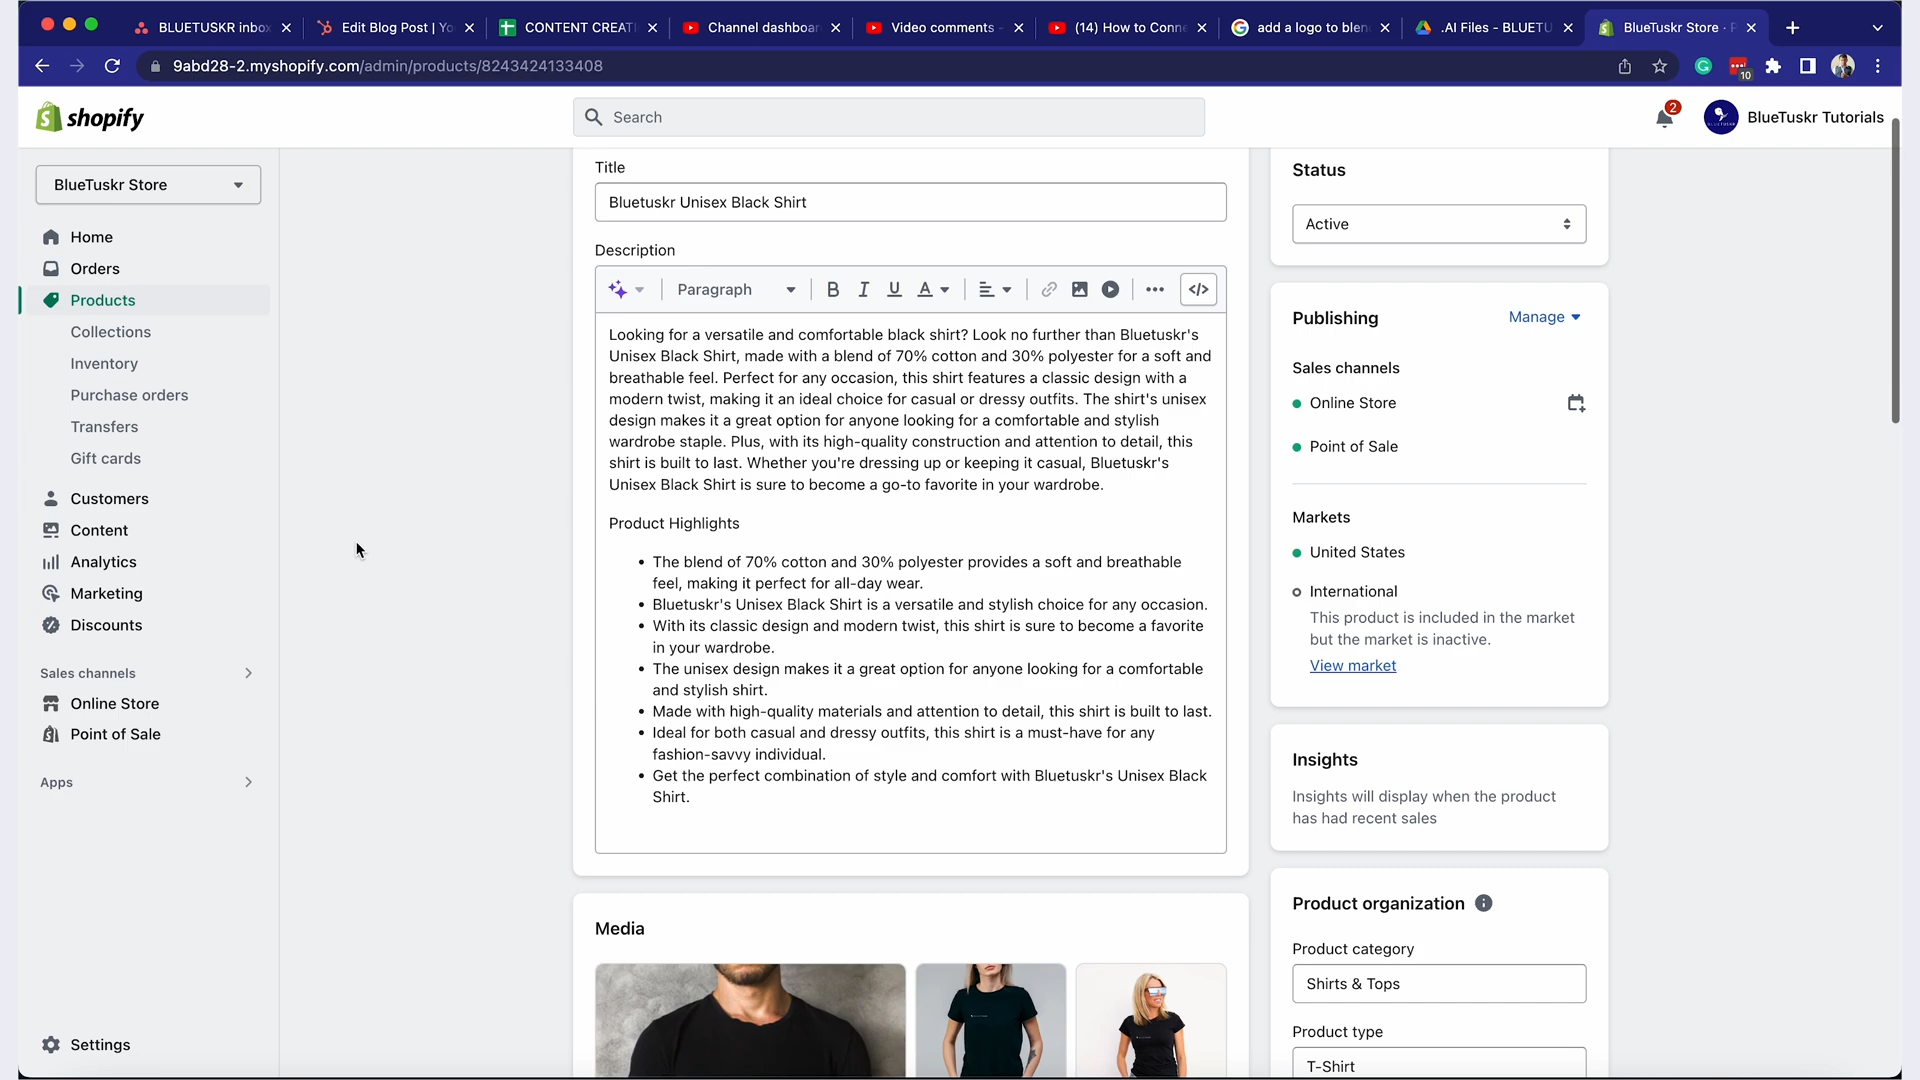 BLUETUSKR inbo
Edit Blog Post | Yo
CONTENT CREATI
Channel dashboar
Video comments -
(14) How to Conne
add a logo to blen
.AI Files - BLUETU
BlueTuskr Store · P
9abd28-2.myshopify.com/admin/products/8243424133408
10
shopify
Search
2
BlueTuskr Tutorials
BlueTuskr Store
Home
Orders
Products
Collections
Inventory
Purchase orders
Transfers
Gift cards
Customers
Content
Analytics
Marketing
Discounts
Sales channels
Online Store
Point of Sale
Apps
Settings
Title
Bluetuskr Unisex Black Shirt
Description
Paragraph
B I U A
</>
Looking for a versatile and comfortable black shirt? Look no further than Bluetuskr's
Unisex Black Shirt, made with a blend of 70% cotton and 30% polyester for a soft and
breathable feel. Perfect for any occasion, this shirt features a classic design with a
modern twist, making it an ideal choice for casual or dressy outfits. The shirt's unisex
design makes it a great option for anyone looking for a comfortable and stylish
wardrobe staple. Plus, with its high-quality construction and attention to detail, this
shirt is built to last. Whether you're dressing up or keeping it casual, Bluetuskr's
Unisex Black Shirt is sure to become a go-to favorite in your wardrobe.
Product Highlights
• The blend of 70% cotton and 30% polyester provides a soft and breathable
feel, making it perfect for all-day wear.
• Bluetuskr's Unisex Black Shirt is a versatile and stylish choice for any occasion.
• With its classic design and modern twist, this shirt is sure to become a favorite
in your wardrobe.
• The unisex design makes it a great option for anyone looking for a comfortable
and stylish shirt.
• Made with high-quality materials and attention to detail, this shirt is built to last.
• Ideal for both casual and dressy outfits, this shirt is a must-have for any
fashion-savvy individual.
• Get the perfect combination of style and comfort with Bluetuskr's Unisex Black
Shirt.
Media
Status
Active
Publishing
Manage
Sales channels
Online Store
Point of Sale
Markets
United States
International
This product is included in the market
but the market is inactive.
View market
Insights
Insights will display when the product
has had recent sales
Product organization
Product category
Shirts & Tops
Product type
T-Shirt